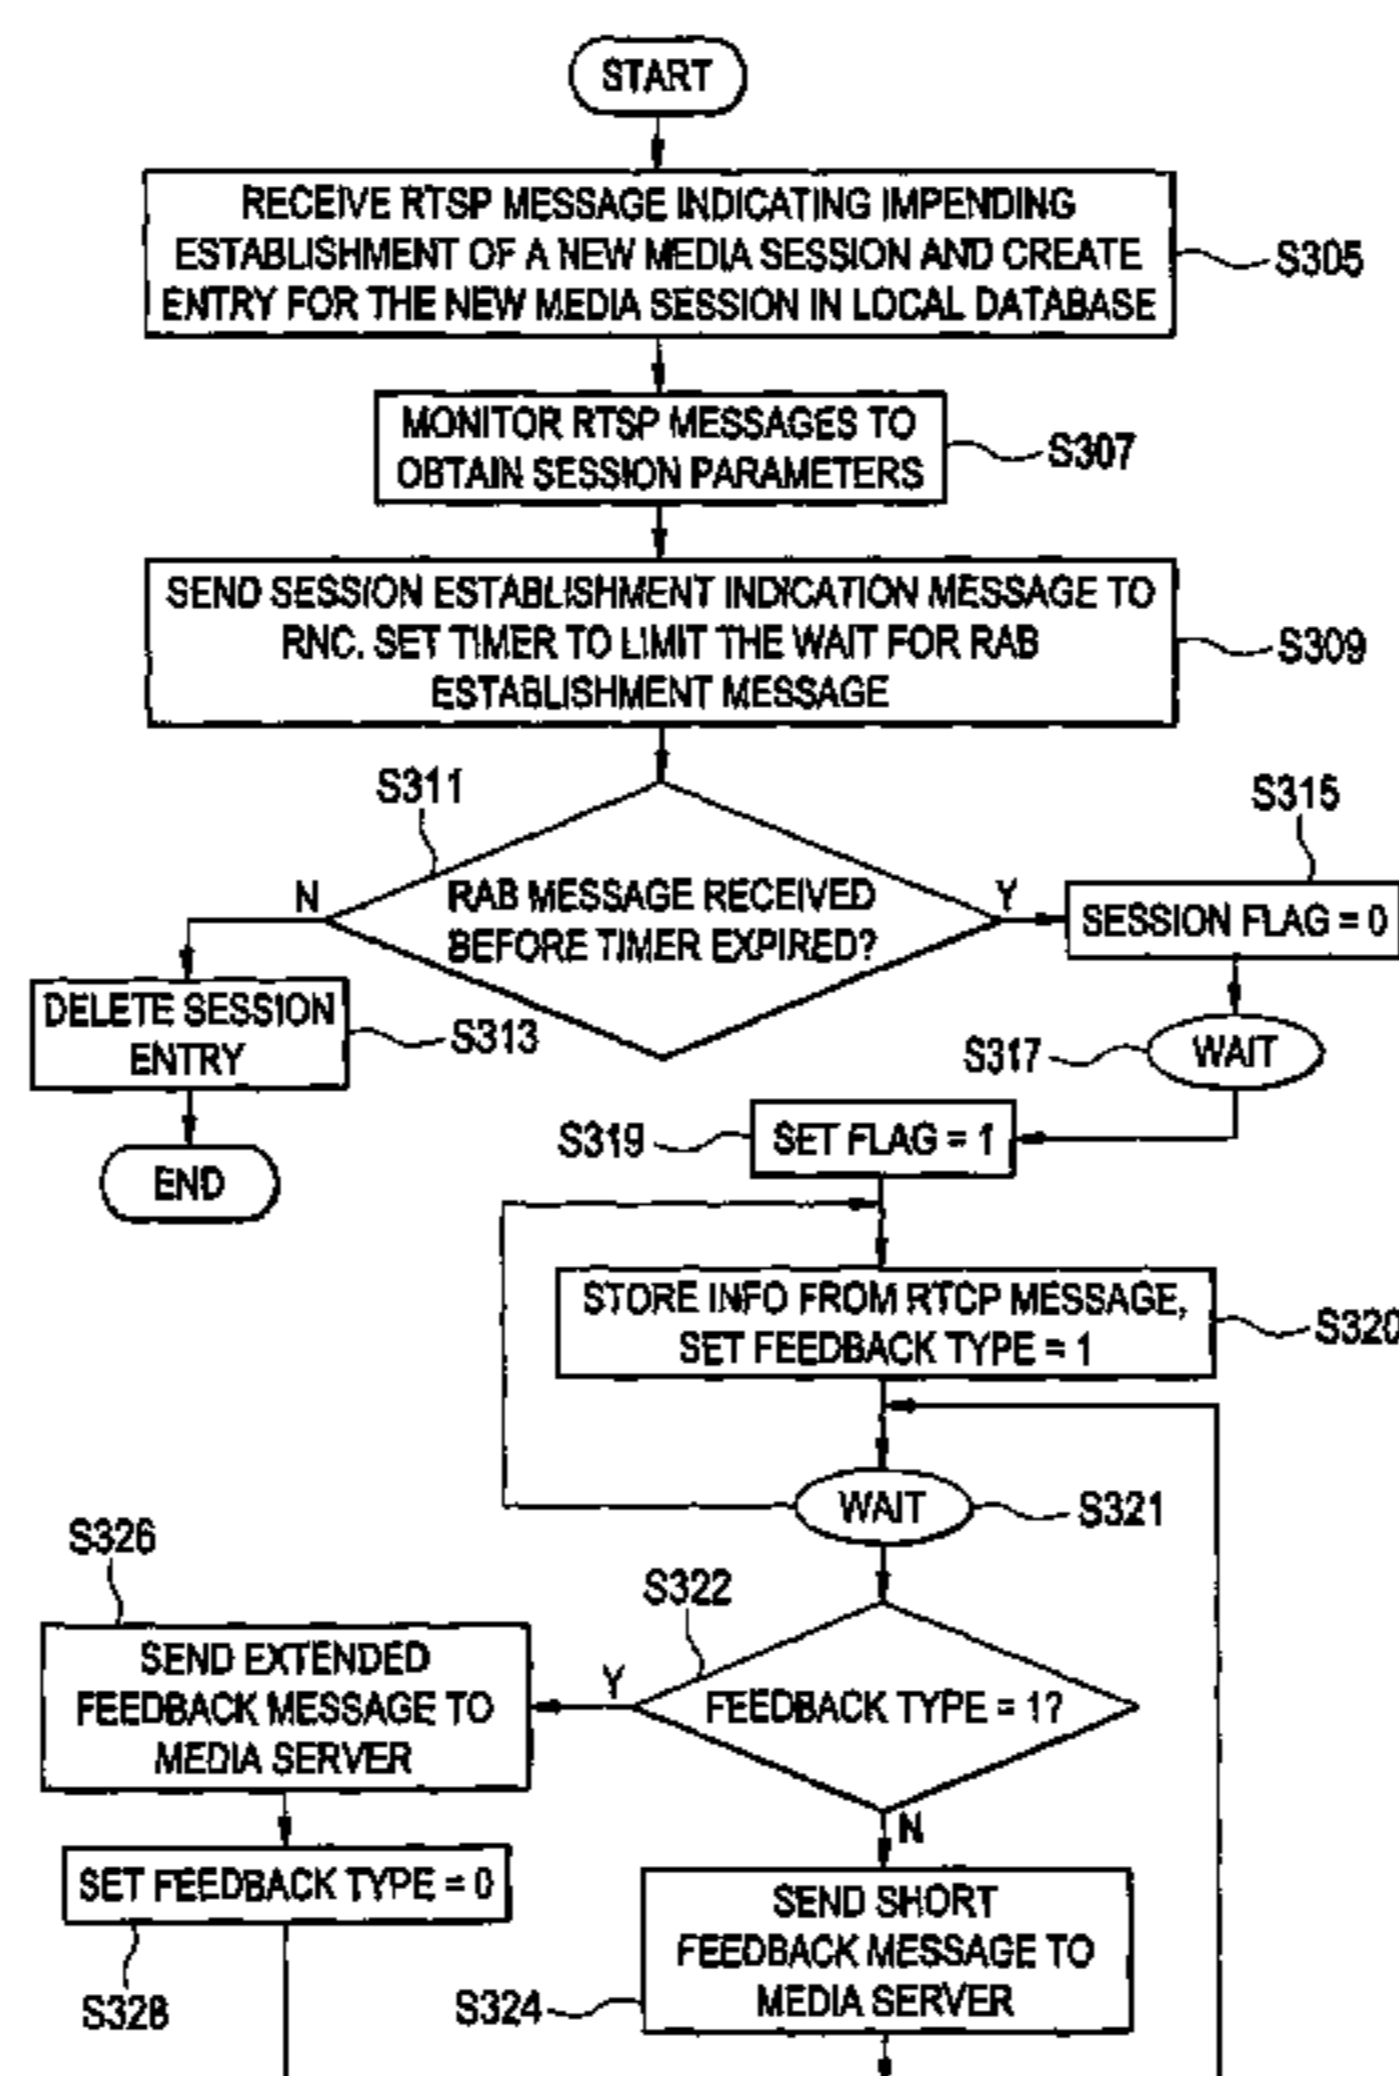 START
RECEIVE RTSP MESSAGE INDICATING IMPENDING
ESTABLISHMENT OF A NEW MEDIA SESSION AND CREATE
ENTRY FOR THE NEW MEDIA SESSION IN LOCAL DATABASE
S305
MONITOR RTSP MESSAGES TO
OBTAIN SESSION PARAMETERS
S307
SEND SESSION ESTABLISHMENT INDICATION MESSAGE TO
RNC. SET TIMER TO LIMIT THE WAIT FOR RAB
ESTABLISHMENT MESSAGE
S309
S311
N
RAB MESSAGE RECEIVED
BEFORE TIMER EXPIRED?
Y
S315
SESSION FLAG = 0
DELETE SESSION
ENTRY
S313
S317
WAIT
END
S319
SET FLAG = 1
STORE INFO FROM RTCP MESSAGE,
SET FEEDBACK TYPE = 1
S320
WAIT
S321
S322
FEEDBACK TYPE = 1?
Y
N
S326
SEND EXTENDED
FEEDBACK MESSAGE TO
MEDIA SERVER
SET FEEDBACK TYPE = 0
S328
SEND SHORT
FEEDBACK MESSAGE TO
MEDIA SERVER
S324